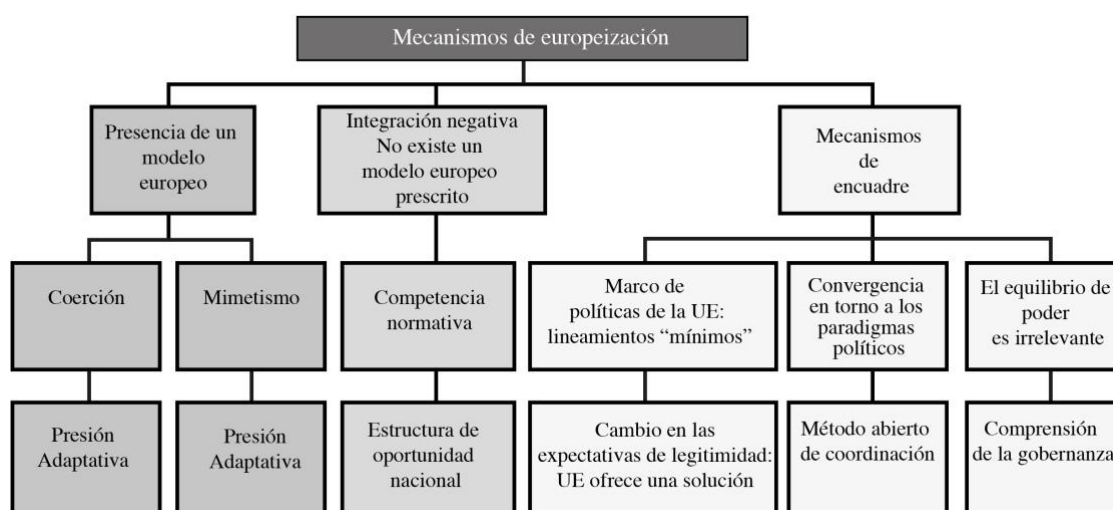 Mecanismos de europeización
Presencia de un
modelo
europeo
Integración negativa
No existe un
modelo europeo
prescrito
Mecanismos
de
encuadre
Coerción
Mimetismo
Competencia
normativa
Marco de
políticas de la UE:
lineamientos “mínimos”
Convergencia
en torno a los
paradigmas
políticos
El equilibrio de
poder
es irrelevante
Presión
Adaptativa
Presión
Adaptativa
Estructura de
oportunidad
nacional
Cambio en las
expectativas de legitimidad:
UE ofrece una solución
Método abierto
de coordinación
Comprensión
de la gobernanza